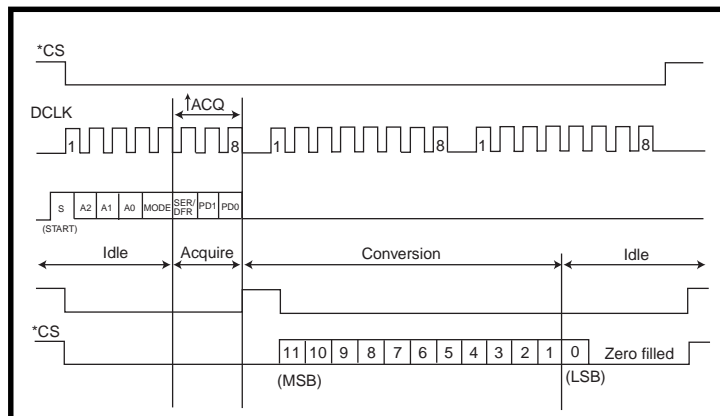 *CS
↑ACQ
DCLK
1 8 1 8 1 8
S A2 A1 A0 MODE SER/DFR PD1 PD0
(START)
Idle Acquire Conversion Idle
*CS
11 10 9 8 7 6 5 4 3 2 1 0 Zero filled
(MSB) (LSB)